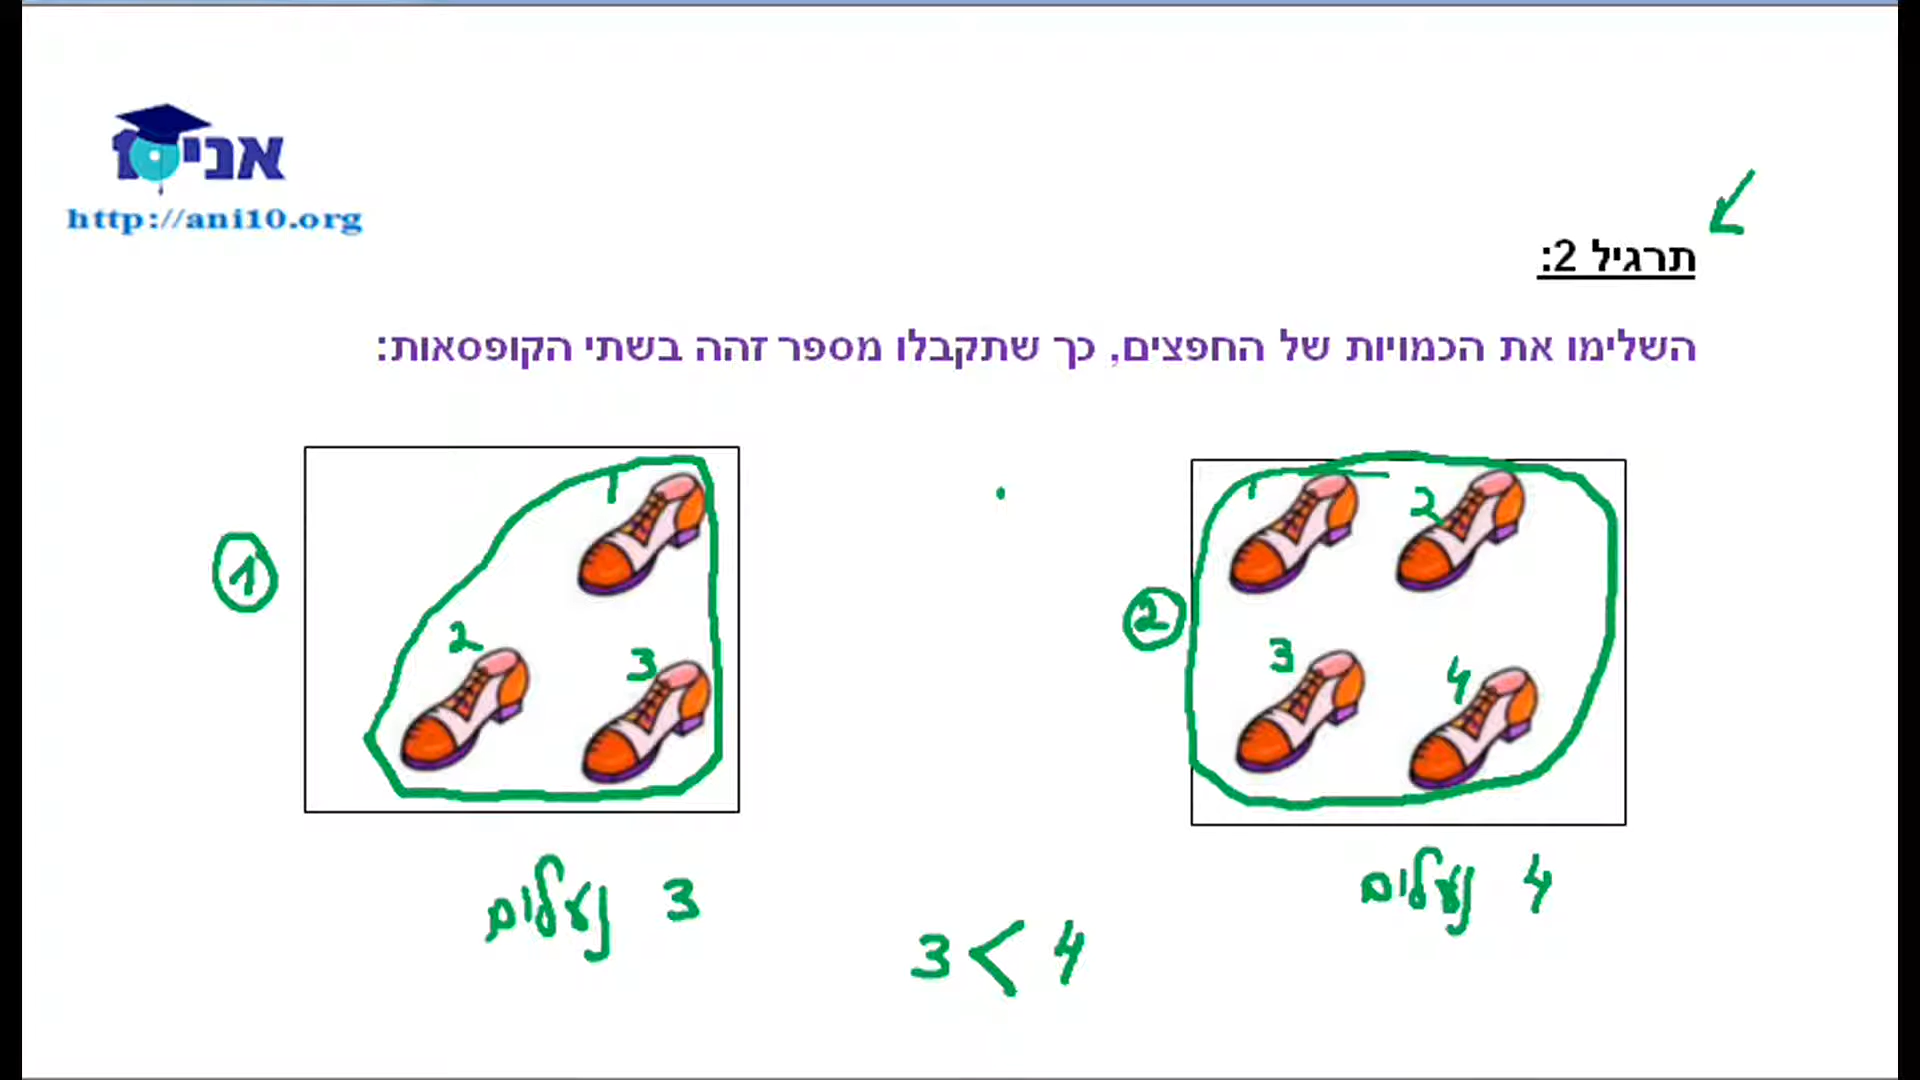 אני10
http://ani10.org
תרגיל 2:
השלימו את הכמויות של החפצים, כך שתקבלו מספר זהה בשתי הקופסאות:
1
1
2
3
2
1
2
3
4
3 נעלים
4 נעלים
3 < 4